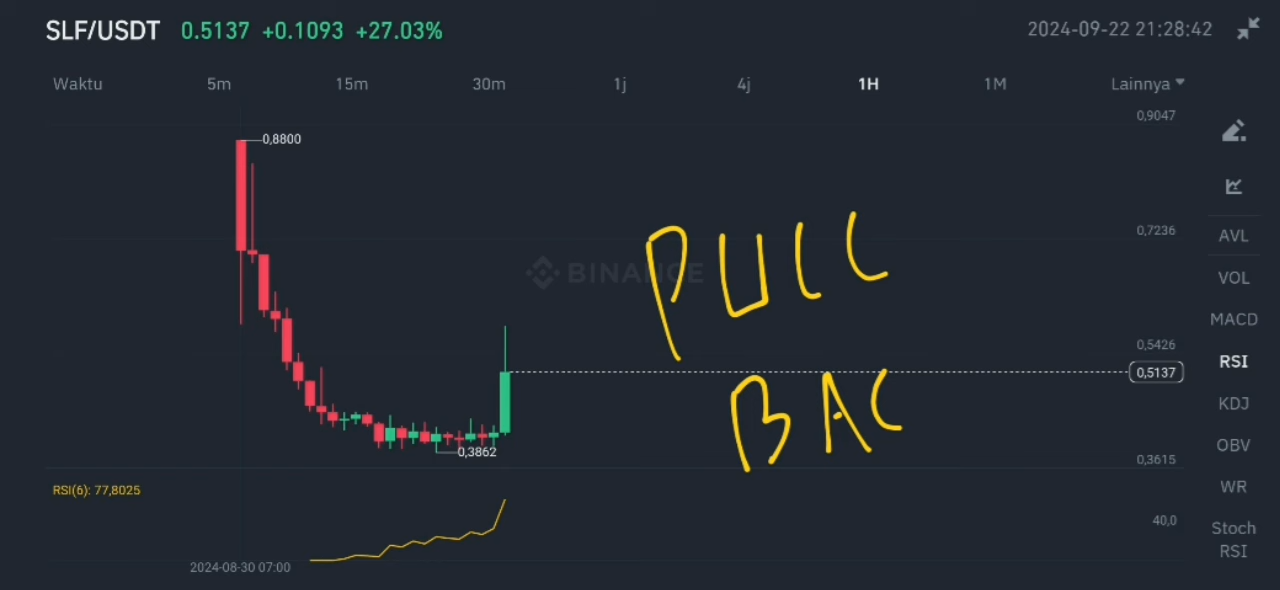 SLF/USDT 0.5137 +0.1093 +27.03% 2024-09-22 21:28:42
Waktu 5m 15m 30m 1j 4j 1H 1M Lainnya
0,9047
0,8800
0,7236
AVL
BINANCE
VOL
MACD
PULL
0,5426
RSI
0,5137
BAC
KDJ
OBV
0,3862
0,3615
RSI(6): 77,8025
WR
40,0
Stoch
RSI
2024-08-30 07:00